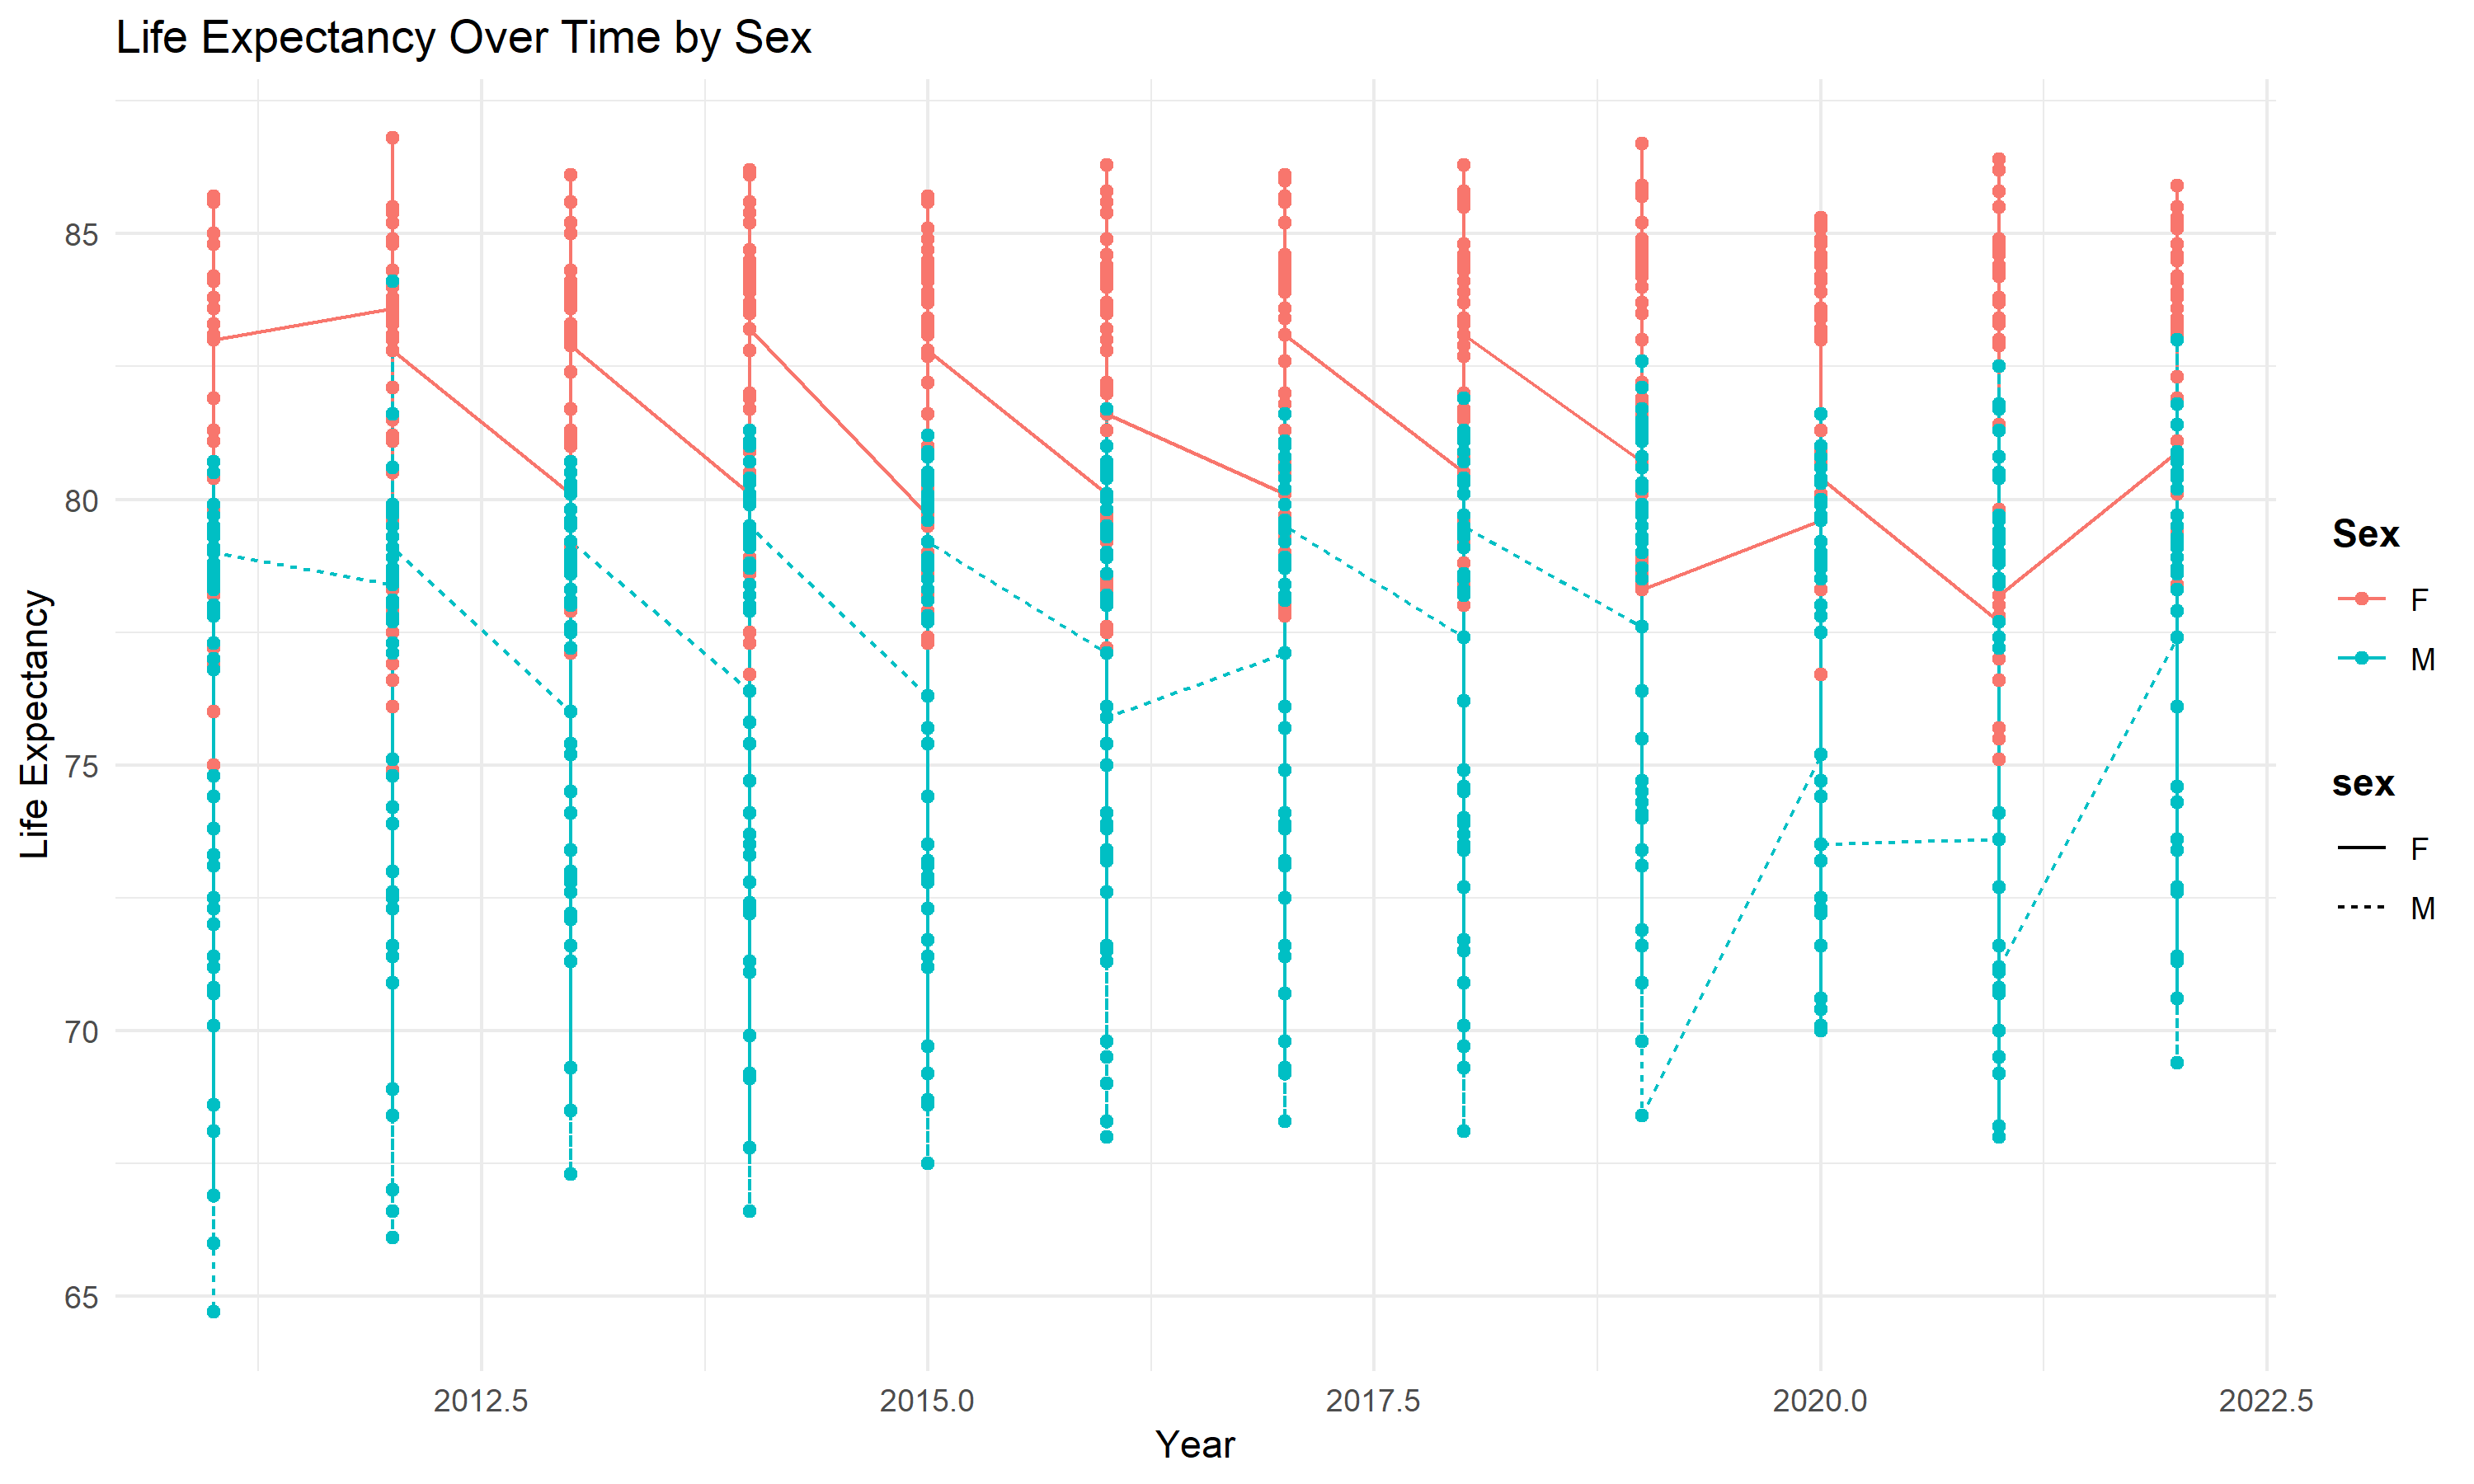 Life Expectancy Over Time by Sex
Life Expectancy
85
80
75
70
65
2012.5
2015.0
2017.5
2020.0
2022.5
Year
Sex
F
M
sex
F
M